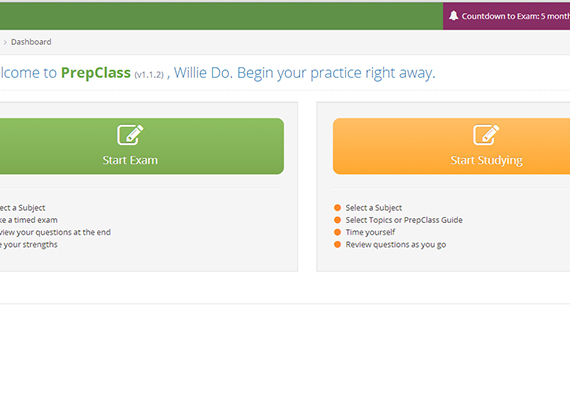 Countdown to Exam: 5 month
> Dashboard
lcome to PrepClass (v1.1.2) , Willie Do. Begin your practice right away.
Start Exam
ect a Subject
ke a timed exam
view your questions at the end
e your strengths
Start Studying
Select a Subject
Select Topics or PrepClass Guide
Time yourself
Review questions as you go